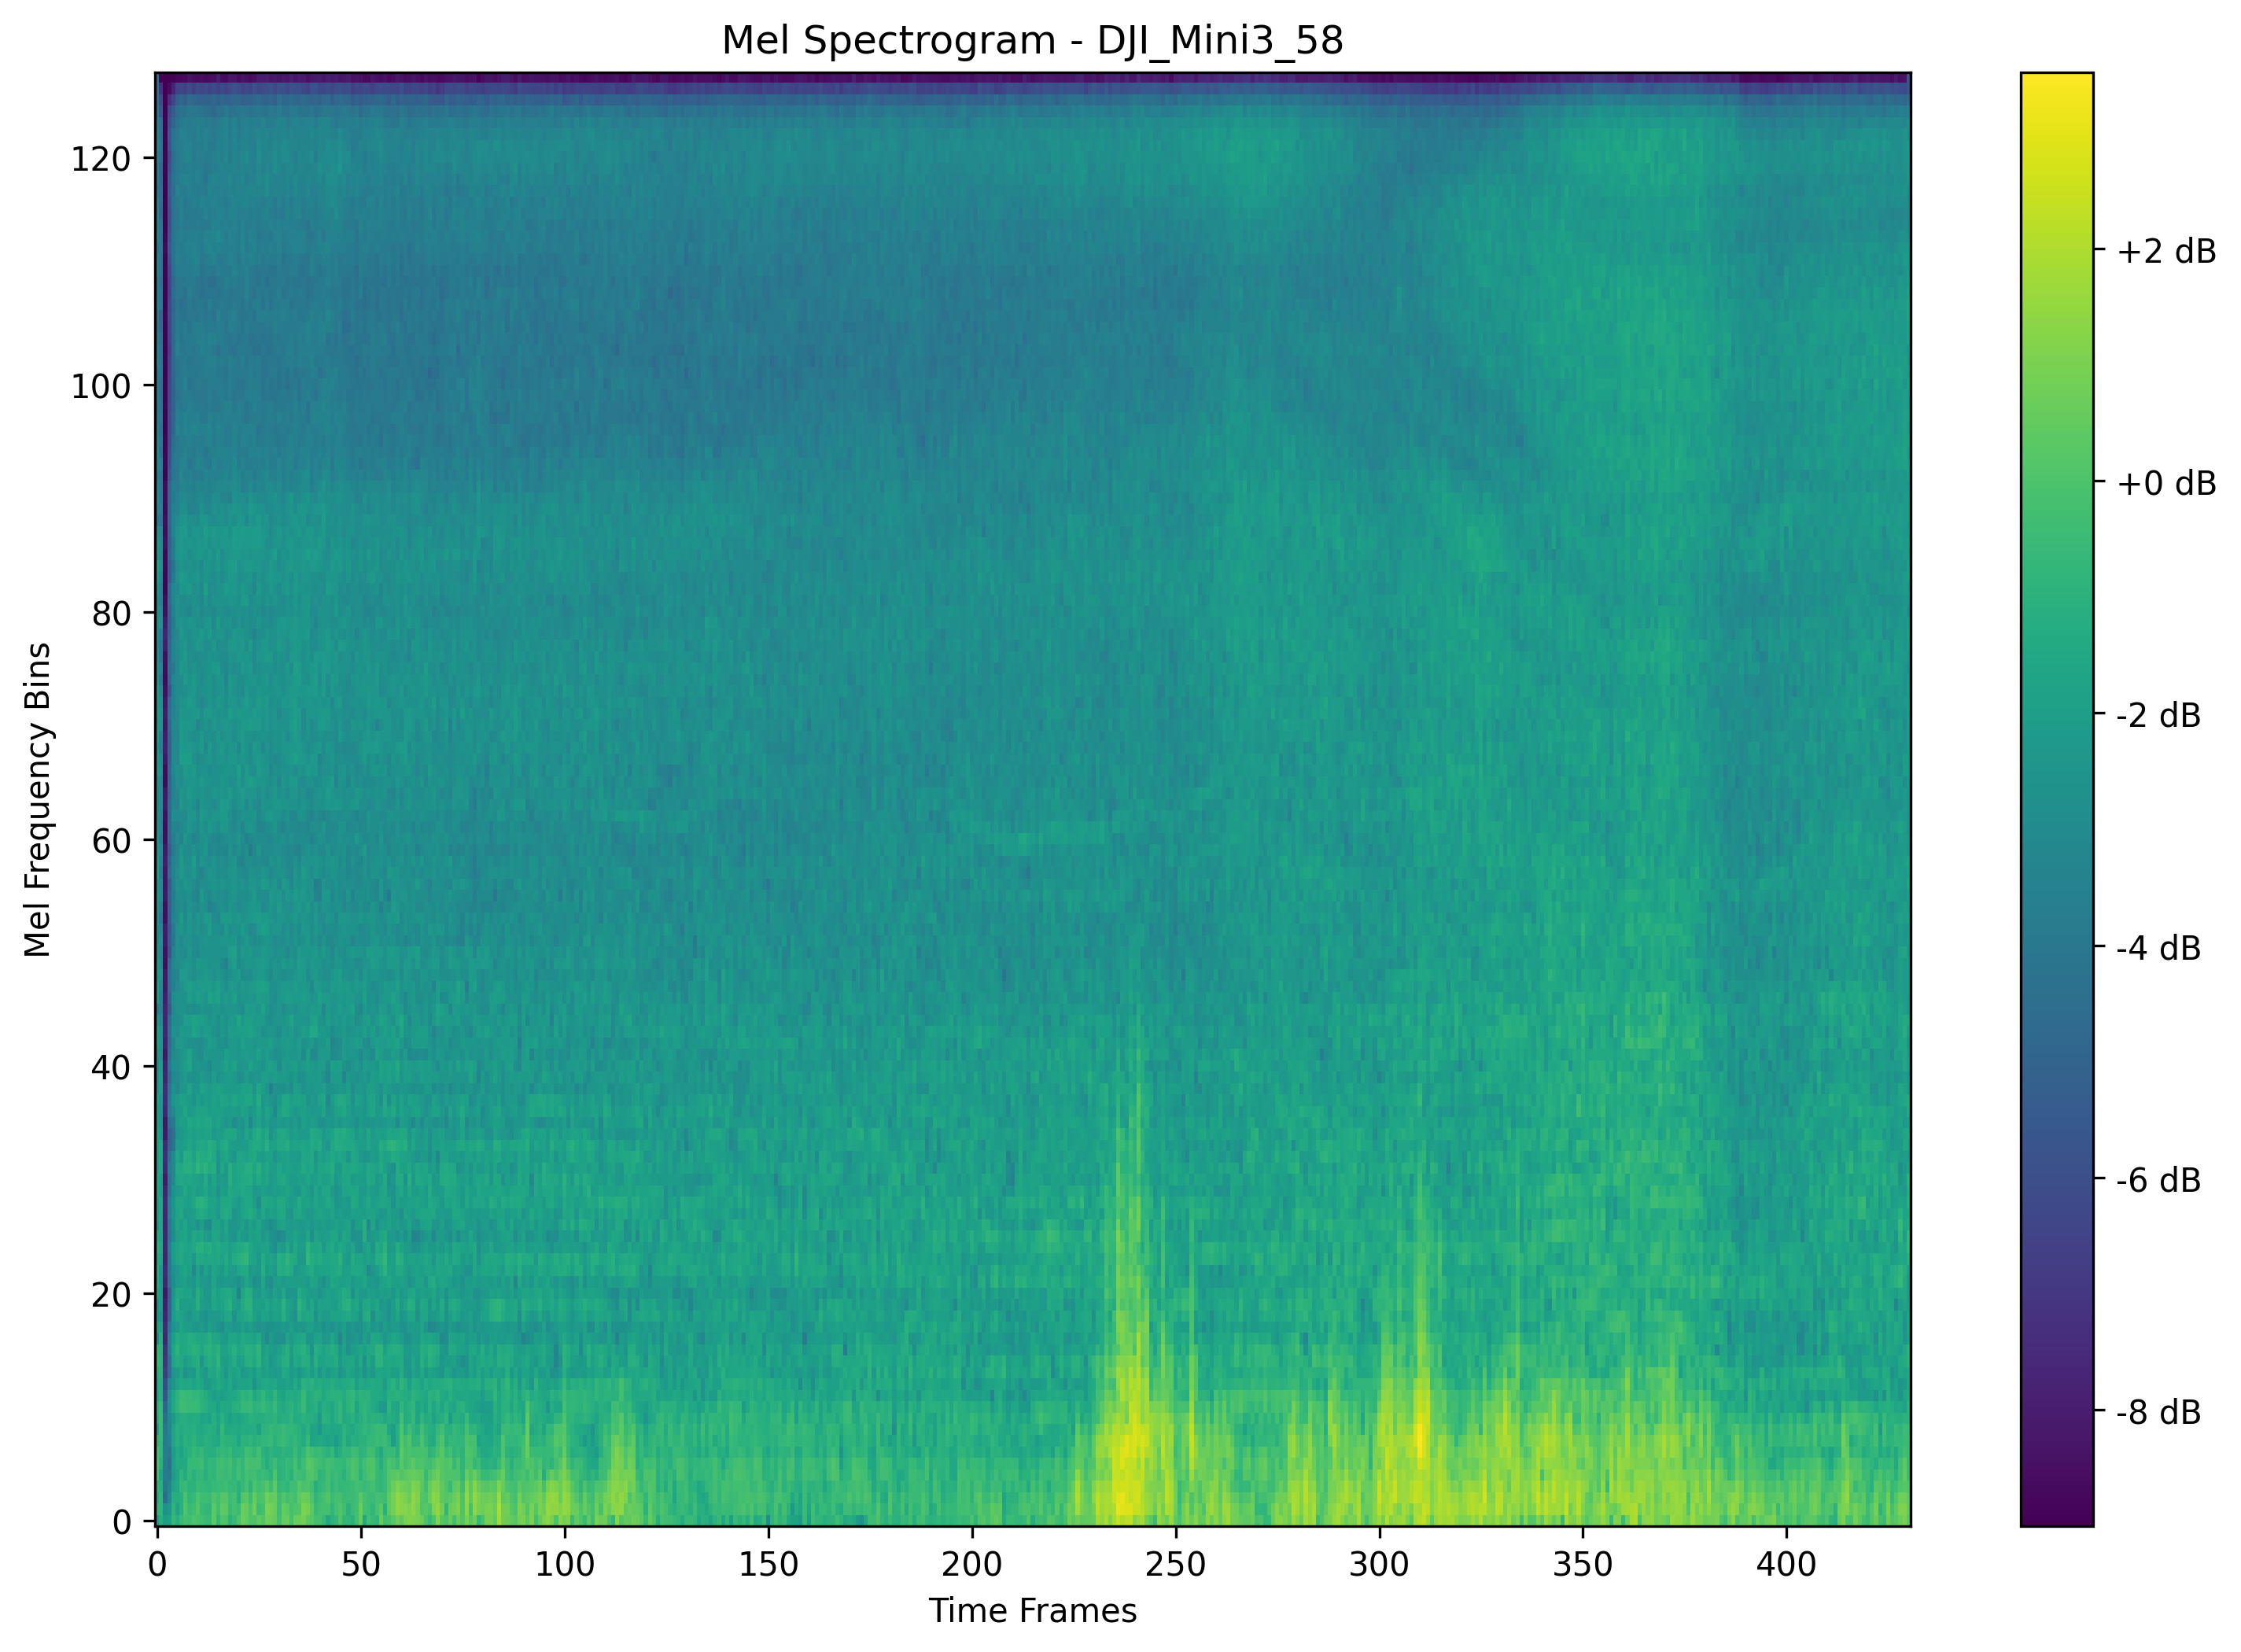 Mel Spectrogram - DJI_Mini3_58
Mel Frequency Bins
120
100
80
60
40
20
0
0 50 100 150 200 250 300 350 400
Time Frames
+2 dB
+0 dB
-2 dB
-4 dB
-6 dB
-8 dB